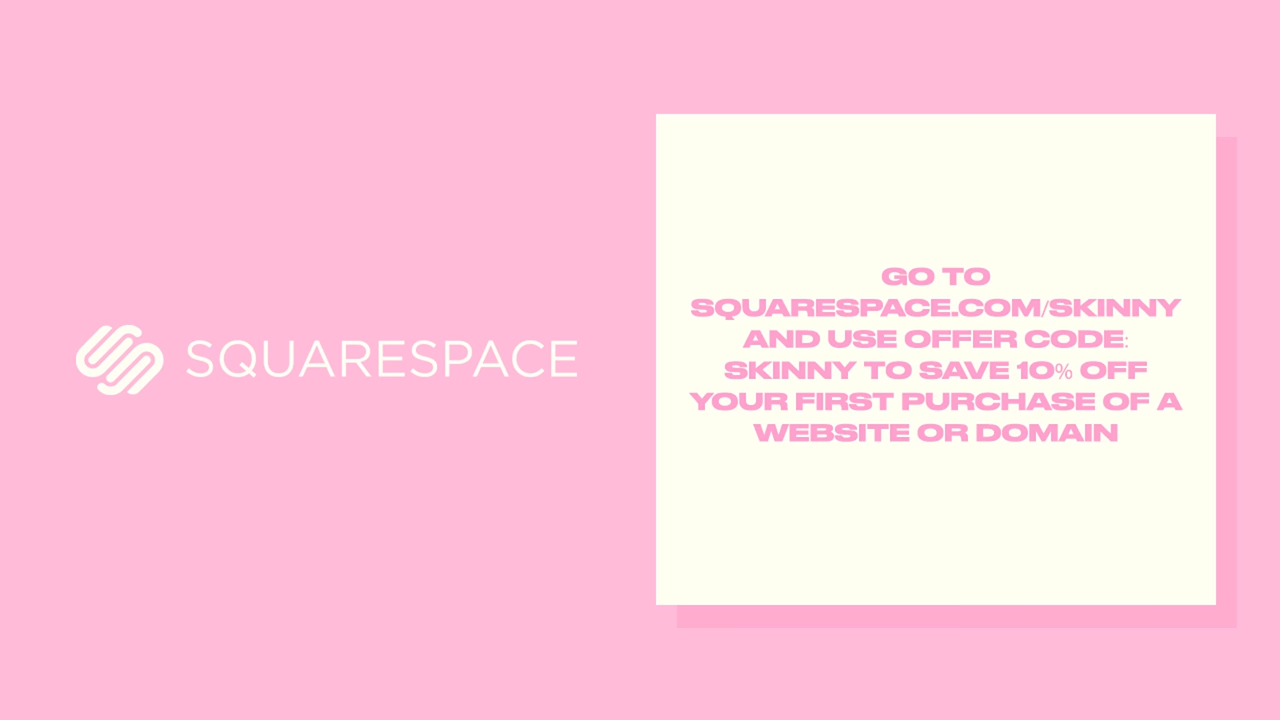 SQUARESPACE
GO TO
SQUARESPACE.COM/SKINNY
AND USE OFFER CODE:
SKINNY TO SAVE 10% OFF
YOUR FIRST PURCHASE OF A
WEBSITE OR DOMAIN